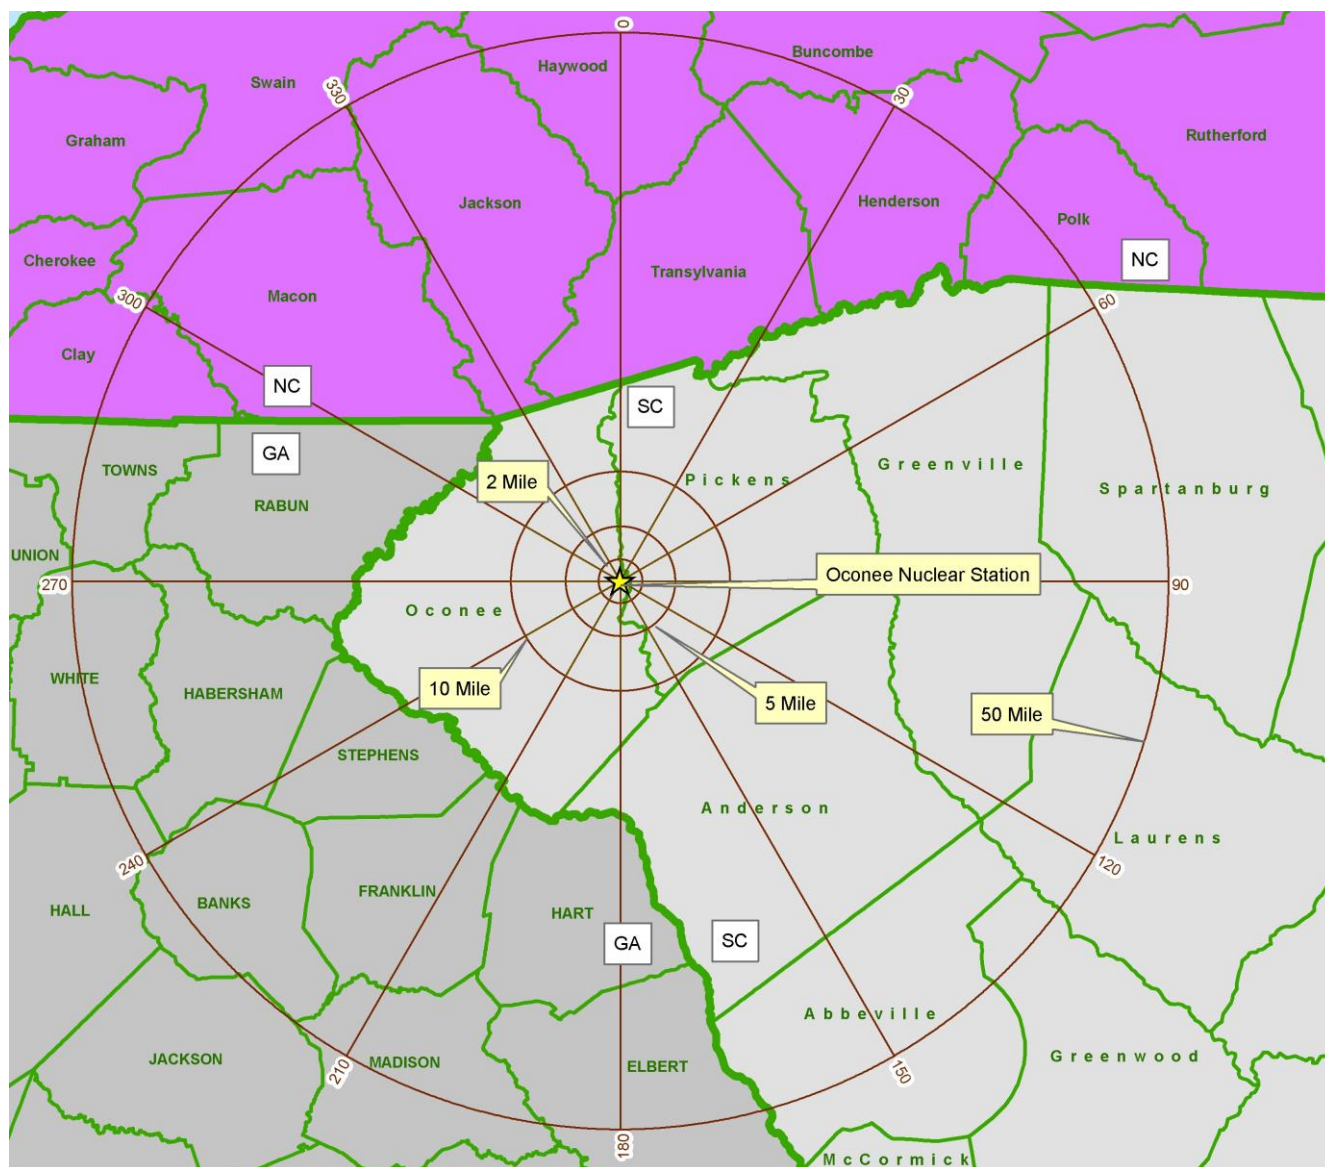 0
Buncombe
Haywood
Swain
330
30
Graham
Rutherford
Jackson
Henderson
Polk
Cherokee
NC
Transylvania
Macon
300
60
Clay
NC
SC
GA
TOWNS
Greenville
Pickens
2 Mile
Spartanburg
RABUN
UNION
Oconee Nuclear Station
270
90
Oconee
WHITE
HABERSHAM
10 Mile
5 Mile
50 Mile
STEPHENS
Anderson
Laurens
240
120
FRANKLIN
BANKS
HALL
HART
GA
SC
Abbeville
JACKSON
MADISON
ELBERT
Greenwood
210
150
180
McCormick